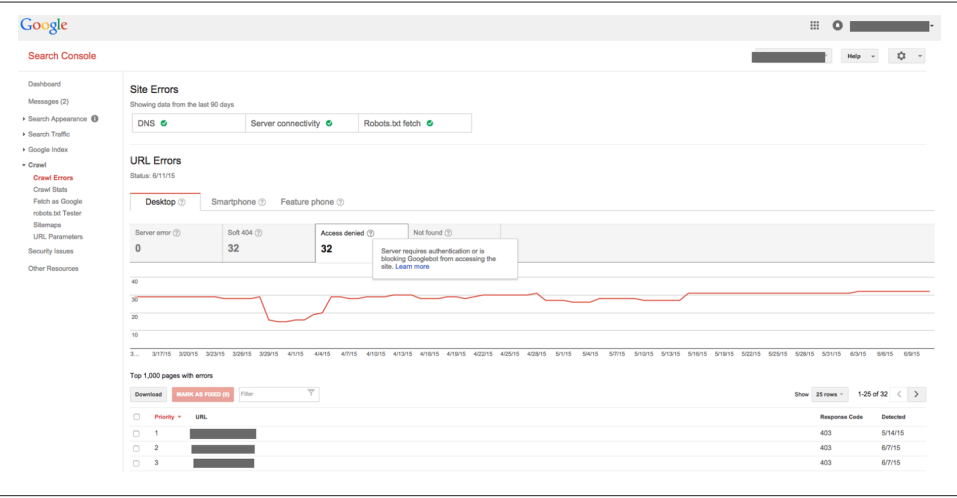 Google
Search Console
Help
Dashboard
Messages (2)
Search Appearance
Search Traffic
Google Index
Crawl
Crawl Errors
Crawl Stats
Fetch as Google
robots.txt Tester
Sitemaps
URL Parameters
Security Issues
Other Resources
Site Errors
Showing data from the last 90 days
DNS Server connectivity Robots.txt fetch
URL Errors
Status: 6/11/15
Desktop ? Smartphone ? Feature phone ?
Server error ? Soft 404 ? Access denied ? Not found ?
0 32 32
Server requires authentication or is
blocking Googlebot from accessing the
site. Learn more
40
30
20
10
3... 3/17/15 3/20/15 3/23/15 3/26/15 3/29/15 4/1/15 4/4/15 4/7/15 4/10/15 4/13/15 4/16/15 4/19/15 4/22/15 4/25/15 4/28/15 5/1/15 5/4/15 5/7/15 5/10/15 5/13/15 5/16/15 5/19/15 5/22/15 5/25/15 5/28/15 5/31/15 6/3/15 6/6/15 6/9/15
Top 1,000 pages with errors
Download MARK AS FIXED (0) Filter Show 25 rows 1-25 of 32
Priority URL Response Code Detected
1 403 5/14/15
2 403 6/7/15
3 403 6/7/15